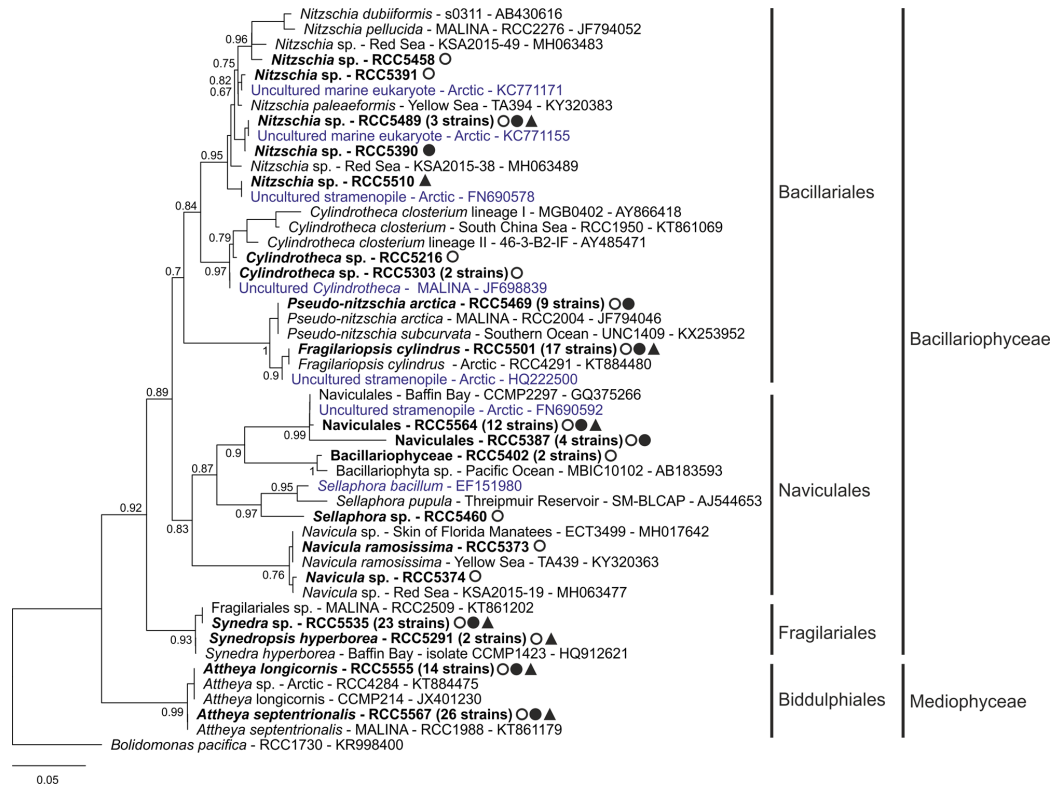 Nitzschia dubiiformis - s0311 - AB430616
Nitzschia pellucida - MALINA - RCC2276 - JF794052
0.96
Nitzschia sp. - Red Sea - KSA2015-49 - MH063483
Nitzschia sp. - RCC5458
0.75
Nitzschia sp. - RCC5391
0.82
0.67
Uncultured marine eukaryote - Arctic - KC771171
Nitzschia paleaeformis - Yellow Sea - TA394 - KY320383
Nitzschia sp. - RCC5489 (3 strains)
Uncultured marine eukaryote - Arctic - KC771155
Nitzschia sp. - RCC5390
0.95
Nitzschia sp. - Red Sea - KSA2015-38 - MH063489
Nitzschia sp. - RCC5510
Uncultured stramenopile - Arctic - FN690578
Bacillariales
0.84
Cylindrotheca closterium lineage I - MGB0402 - AY866418
Cylindrotheca closterium - South China Sea - RCC1950 - KT861069
0.79
Cylindrotheca closterium lineage II - 46-3-B2-IF - AY485471
Cylindrotheca sp. - RCC5216
0.7
0.97
Cylindrotheca sp. - RCC5303 (2 strains)
Uncultured Cylindrotheca - MALINA - JF698839
Pseudo-nitzschia arctica - RCC5469 (9 strains)
Pseudo-nitzschia arctica - MALINA - RCC2004 - JF794046
Pseudo-nitzschia subcurvata - Southern Ocean - UNC1409 - KX253952
Bacillariophyceae
1
Fragilariopsis cylindrus - RCC5501 (17 strains)
Fragilariopsis cylindrus - Arctic - RCC4291 - KT884480
0.9
Uncultured stramenopile - Arctic - HQ222500
0.89
Naviculales - Baffin Bay - CCMP2297 - GQ375266
Uncultured stramenopile - Arctic - FN690592
Naviculales - RCC5564 (12 strains)
0.99
Naviculales - RCC5387 (4 strains)
0.9
Bacillariophyceae - RCC5402 (2 strains)
0.87
1
Bacillariophyta sp. - Pacific Ocean - MBIC10102 - AB183593
0.95
Sellaphora bacillum - EF151980
Naviculales
Sellaphora pupula - Threipmuir Reservoir - SM-BLCAP - AJ544653
0.92
0.97
Sellaphora sp. - RCC5460
0.83
Navicula sp. - Skin of Florida Manatees - ECT3499 - MH017642
Navicula ramosissima - RCC5373
Navicula ramosissima - Yellow Sea - TA439 - KY320363
0.76
Navicula sp. - RCC5374
Navicula sp. - Red Sea - KSA2015-19 - MH063477
Fragilariales sp. - MALINA - RCC2509 - KT861202
Synedra sp. - RCC5535 (23 strains)
Fragilariales
0.93
Synedropsis hyperborea - RCC5291 (2 strains)
Synedra hyperborea - Baffin Bay - isolate CCMP1423 - HQ912621
Attheya longicornis - RCC5555 (14 strains)
Attheya sp. - Arctic - RCC4284 - KT884475
Attheya longicornis - CCMP214 - JX401230
Biddulphiales
Mediophyceae
0.99
Attheya septentrionalis - RCC5567 (26 strains)
Attheya septentrionalis - MALINA - RCC1988 - KT861179
Bolidomonas pacifica - RCC1730 - KR998400
0.05